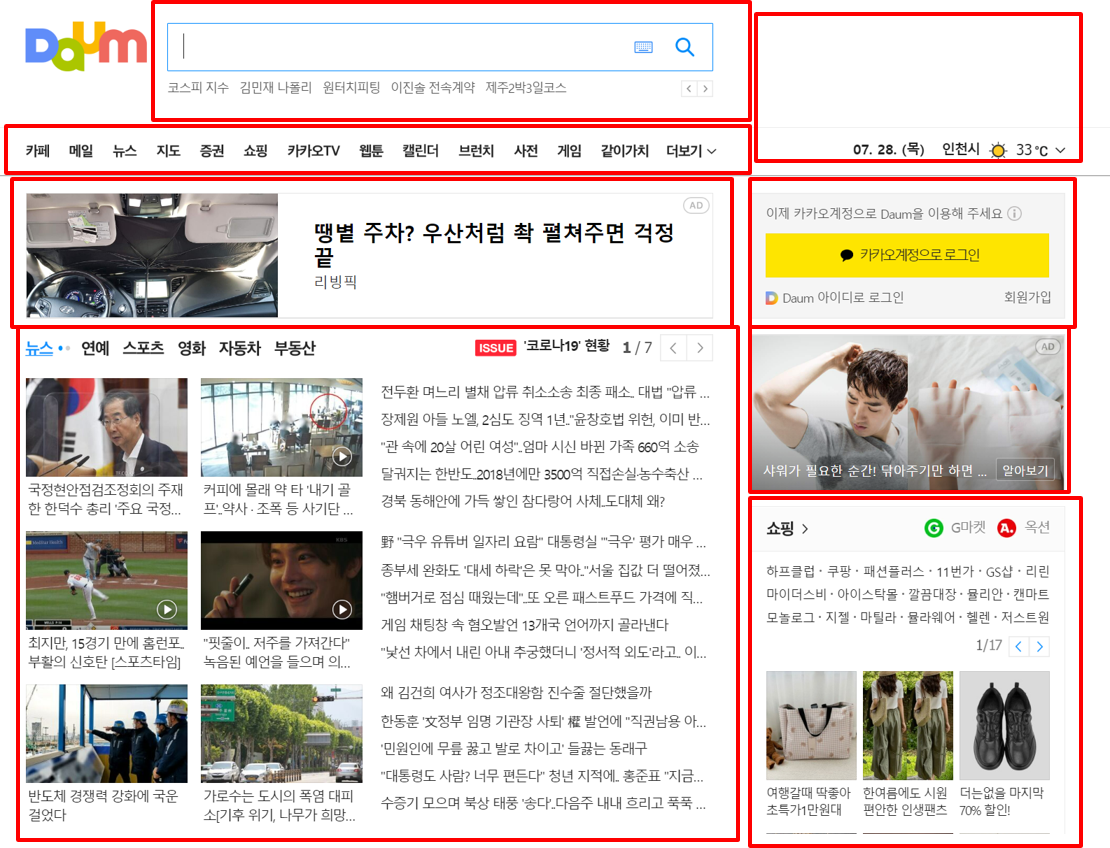 Daum
코스피 지수 김민재 나폴리 원터치피팅 이진솔 전속계약 제주2박3일코스
카페 메일 뉴스 지도 증권 쇼핑 카카오TV 웹툰 캘린더 브런치 사전 게임 같이가치 더보기
07. 28. (목) 인천시 33℃
AD
땡볕 주차? 우산처럼 촥 펼쳐주면 걱정
끝
리빙픽
이제 카카오계정으로 Daum을 이용해 주세요
카카오계정으로 로그인
Daum 아이디로 로그인 회원가입
뉴스 연예 스포츠 영화 자동차 부동산
ISSUE '코로나19' 현황 1 / 7
국정현안점검조정회의 주재
한 한덕수 총리 '주요 국정...
커피에 몰래 약 타 '내기 골
프'..약사·조폭 등 사기단 ...
최지만, 15경기 만에 홈런포..
부활의 신호탄 [스포츠타임]
"핏줄이.. 저주를 가져간다"
녹음된 예언을 들으며 의...
반도체 경쟁력 강화에 국운
걸었다
가로수는 도시의 폭염 대피
소[기후 위기, 나무가 희망...
전두환 며느리 별채 압류 취소소송 최종 패소.. 대법 "압류 ...
장제원 아들 노엘, 2심도 징역 1년.."윤창호법 위헌, 이미 반...
"관 속에 20살 어린 여성"..엄마 시신 바뀐 가족 660억 소송
달궈지는 한반도..2018년에만 3500억 직접손실·농수축산 ...
경북 동해안에 가득 쌓인 참다랑어 사체..도대체 왜?
野 "극우 유튜버 일자리 요람" 대통령실 "'극우' 평가 매우 ...
종부세 완화도 '대세 하락'은 못 막아.."서울 집값 더 떨어졌...
"햄버거로 점심 때웠는데"..또 오른 패스트푸드 가격에 직...
게임 채팅창 속 혐오발언 13개국 언어까지 골라낸다
"낯선 차에서 내린 아내 추궁했더니 '정서적 외도'라고.. 이...
왜 김건희 여사가 정조대왕함 진수줄 절단했을까
한동훈 '文정부 임명 기관장 사퇴' 權 발언에 "직권남용 아...
'민원인에 무릎 꿇고 발로 차이고' 들끓는 동래구
"대통령도 사람? 너무 편든다" 청년 지적에.. 홍준표 "지금...
수증기 모으며 북상 태풍 '송다'..다음주 내내 흐리고 푹푹 ...
AD
샤워가 필요한 순간! 닦아주기만 하면 ... 알아보기
쇼핑 G마켓 옥션
하프클럽 · 쿠팡 · 패션플러스 · 11번가 · GS샵 · 리린
마이더스비 · 아이스탁몰 · 깔끔대장 · 뮬리안 · 캔마트
모놀로그 · 지젤 · 마틸라 · 뮬라웨어 · 헬렌 · 저스트원
1/17
여행갈때 딱좋아
초특가1만원대
한여름에도 시원
편안한 인생팬츠
더는없을 마지막
70% 할인!